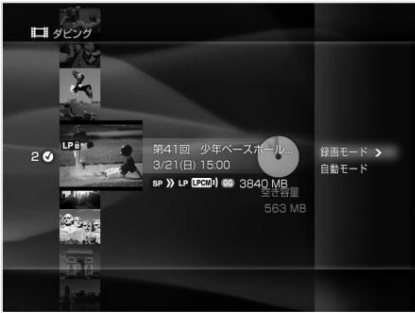 ダビング
録画モード
自動モード
LP
2
第41回 少年ベースボール...
3/21(日) 15:00
SP LP LPCM 3840 MB
空き容量
563 MB